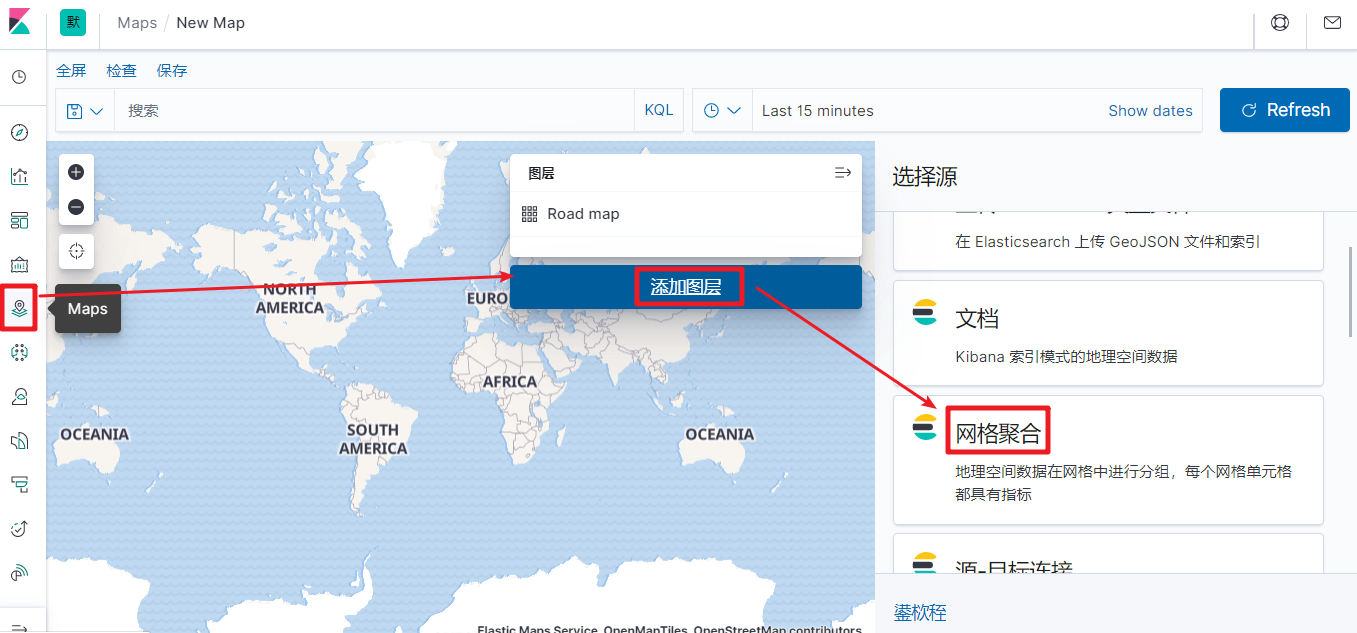 默
Maps / New Map
全屏 检查 保存
搜索
KQL
Last 15 minutes
Show dates
Refresh
图层
Road map
添加图层
Maps
NORTH
AMERICA
EURO
AFRICA
OCEANIA
SOUTH
AMERICA
OCEANIA
Elastic Maps Service, OpenMapTiles, OpenStreetMap contributors
选择源
在 Elasticsearch 上传 GeoJSON 文件和索引
文档
Kibana 索引模式的地理空间数据
网格聚合
地理空间数据在网格中进行分组，每个网格单元格
都具有指标
源-目标连接